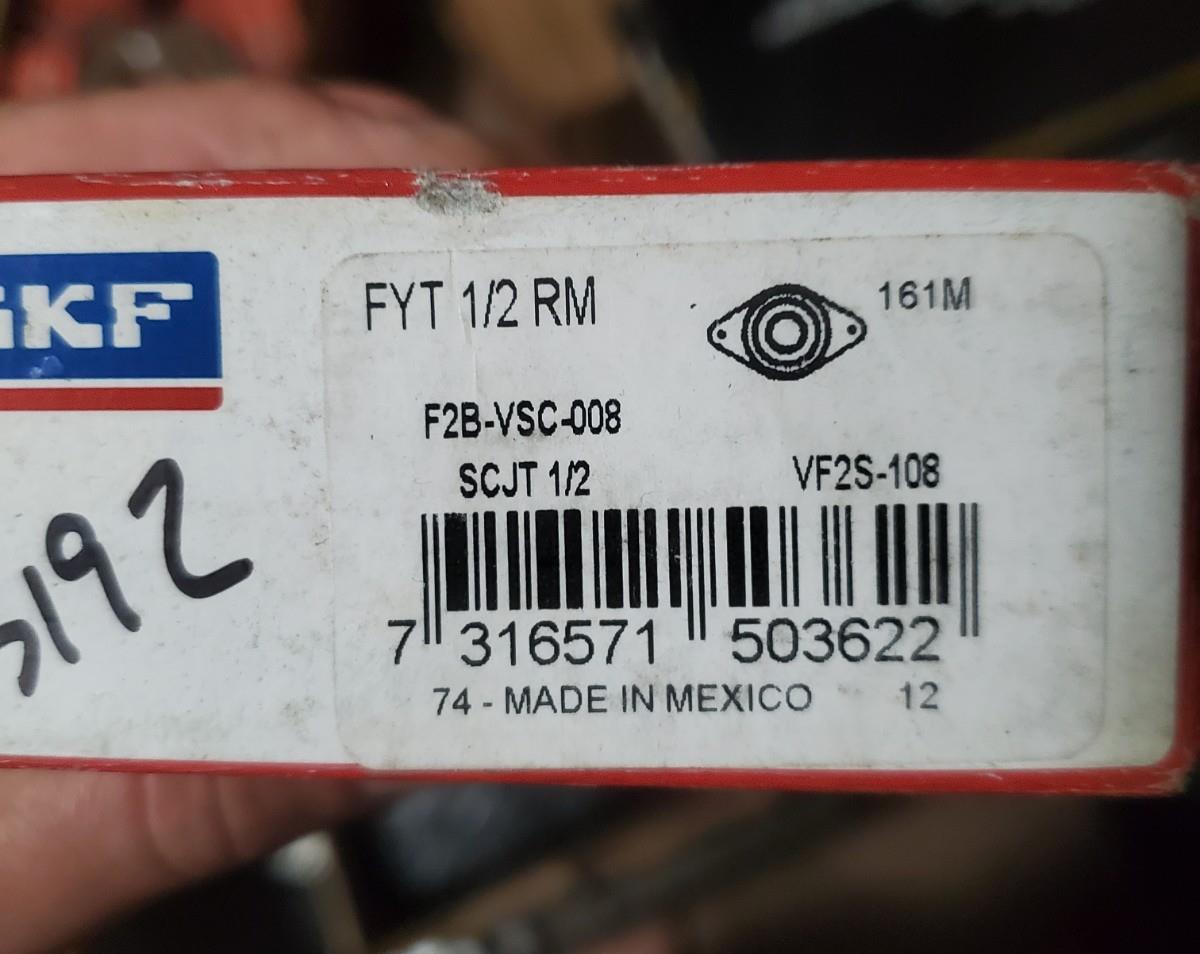 SKF
FYT 1/2 RM
161M
F2B-VSC-008
SCJT 1/2
VF2S-108
192
7 316571 503622
74 - MADE IN MEXICO 12